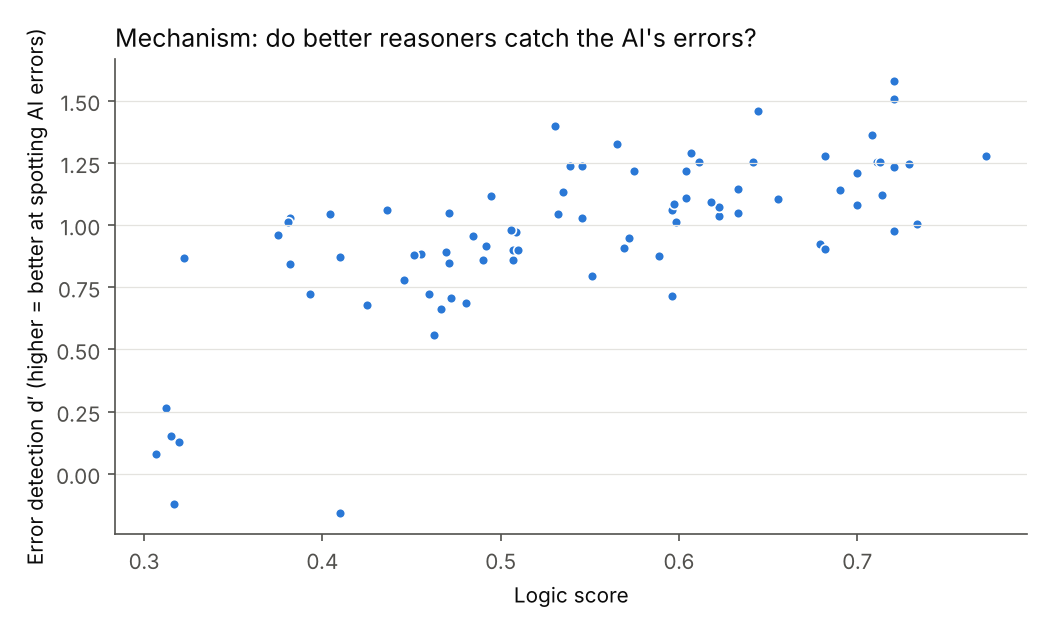 Mechanism: do better reasoners catch the AI's errors?
Error detection d′ (higher = better at spotting AI errors)
1.50
1.25
1.00
0.75
0.50
0.25
0.00
0.3 0.4 0.5 0.6 0.7
Logic score